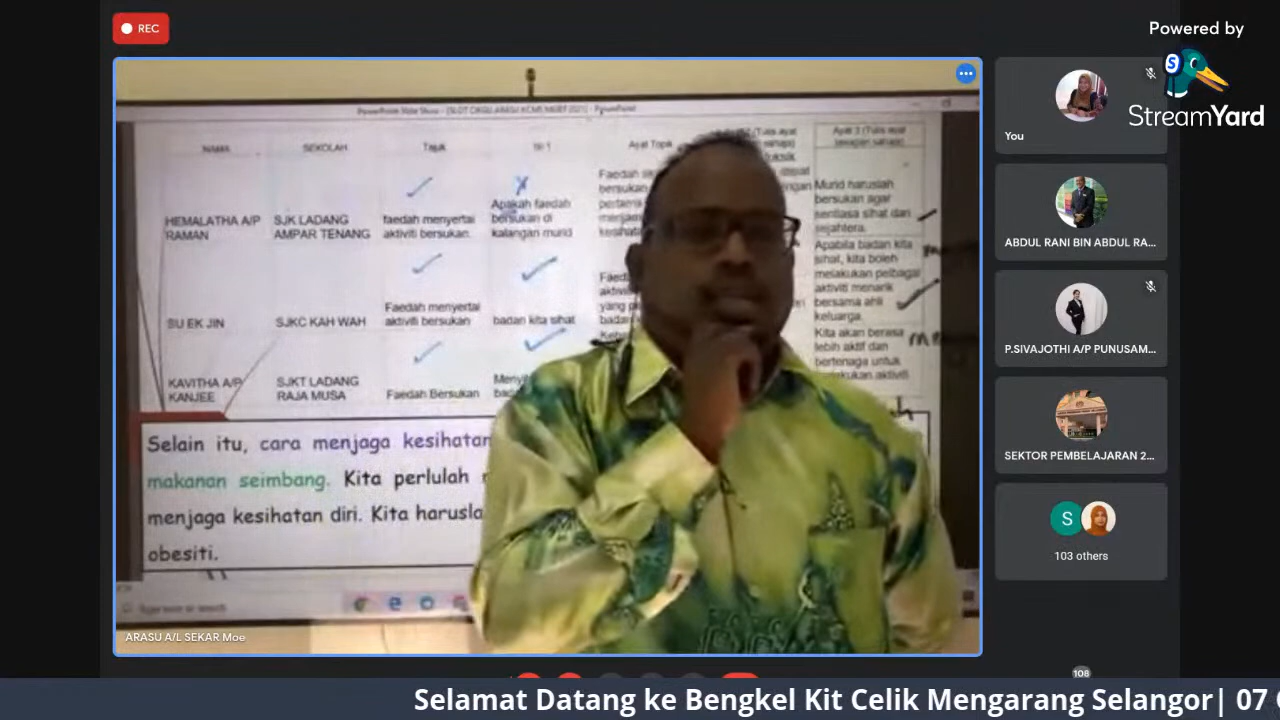 REC
Powered by
StreamYard
PowerPoint Slide Show
NAMA
SEKOLAH
Tajuk
Isi 1
Ayat Topik
HEMALATHA A/P
RAMAN
SJK LADANG
AMPAR TENANG
faedah menyertai
aktiviti bersukan
Apakah faedah
bersukan di
kalangan murid
Murid haruslah
bersukan agar
sentiasa sihat dan
sejahtera.
SU EK JIN
SJKC KAH WAH
Faedah menyertai
aktiviti bersukan
badan kita sihat
Apabila badan kita
sihat, kita boleh
melakukan pelbagai
aktiviti menarik
bersama ahli
keluarga.
KAVITHA A/P
KANJEE
SJKT LADANG
RAJA MUSA
Faedah Bersukan
Kita akan berasa
lebih aktif dan
bertenaga untuk
Selain itu, cara menjaga kesihatan
makanan seimbang. Kita perlulah
menjaga kesihatan diri. Kita harusla
obesiti.
ARASU A/L SEKAR Moe
You
ABDUL RANI BIN ABDUL RA...
P.SIVAJOTHI A/P PUNUSAM...
SEKTOR PEMBELAJARAN 2...
S
103 others
108
Selamat Datang ke Bengkel Kit Celik Mengarang Selangor| 07